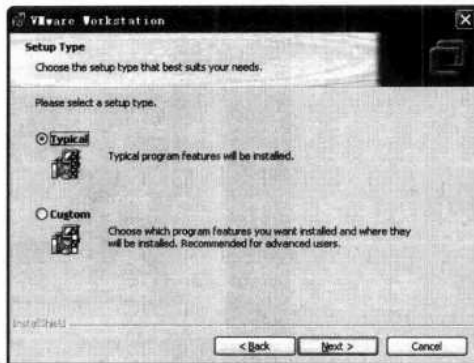 VMware Workstation
Setup Type
Choose the setup type that best suits your needs.
Please select a setup type.
Typical
Typical program features will be installed.
Custom
Choose which program features you want installed and where they
will be installed. Recommended for advanced users.
InstallShield
< Back
Next >
Cancel